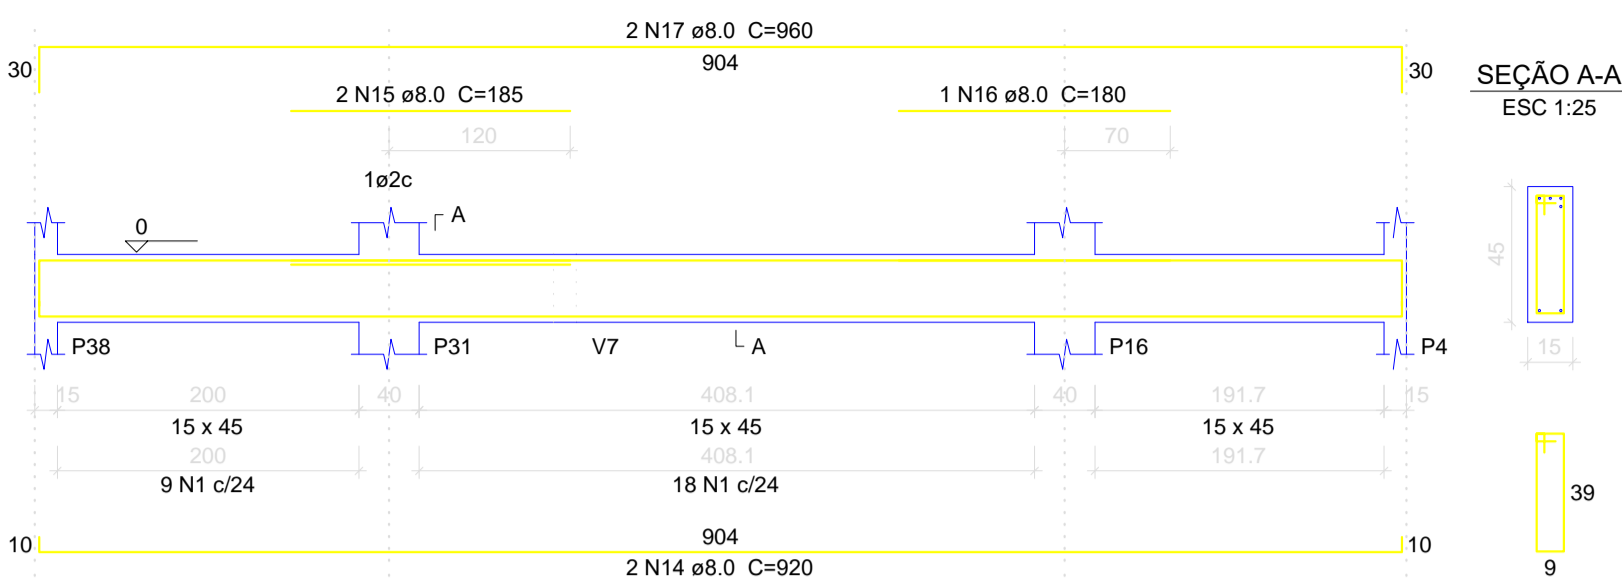 2 N17 ø8.0  C=960
904
30
30
SEÇÃO A-A
ESC 1:25
2 N15 ø8.0  C=185
1 N16 ø8.0  C=180
120
70
1ø2c
A
0
45
15
P38
P31
V7
A
P16
P4
15
200
40
408.1
40
191.7
15
15 x 45
15 x 45
15 x 45
200
408.1
191.7
9 N1 c/24
18 N1 c/24
39
9
10
904
10
2 N14 ø8.0  C=920